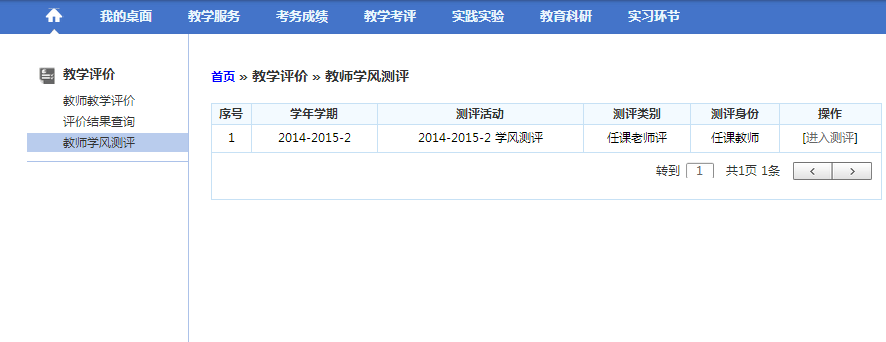 我的桌面 教学服务 考务成绩 教学考评 实践实验 教育科研 实习环节
教学评价
教师教学评价
评价结果查询
教师学风测评
首页 » 教学评价 » 教师学风测评
序号 学年学期 测评活动 测评类别 测评身份 操作
1 2014-2015-2 2014-2015-2 学风测评 任课老师评 任课教师 [进入测评]
转到 1 共1页 1条 < >